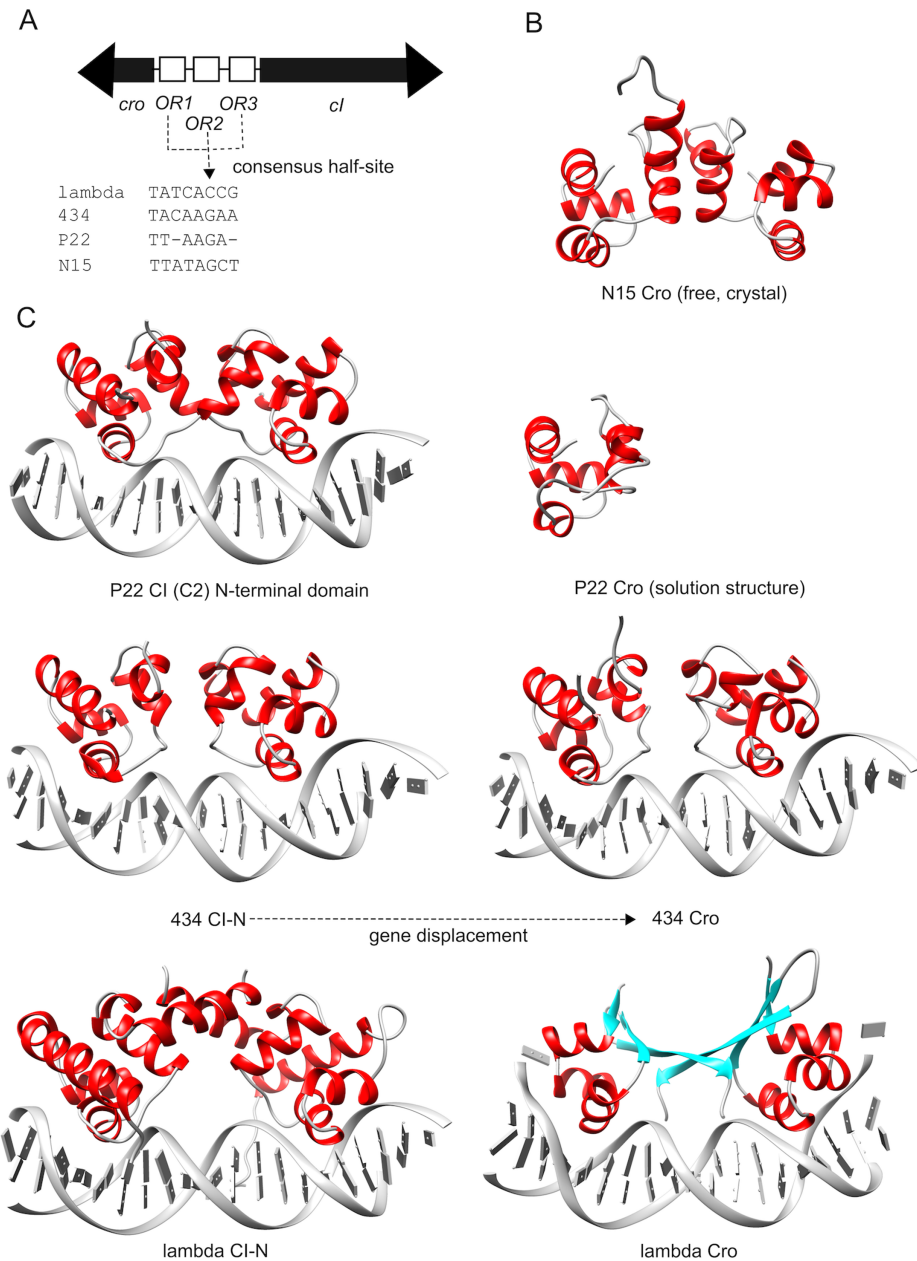 A
cro OR1 OR2 OR3 cI
consensus half-site
lambda TATCACCG
434 TACAAGAA
P22 TT-AAGA-
N15 TTATAGCT
B
N15 Cro (free, crystal)
C
P22 CI (C2) N-terminal domain
P22 Cro (solution structure)
434 CI-N
gene displacement
434 Cro
lambda CI-N
lambda Cro